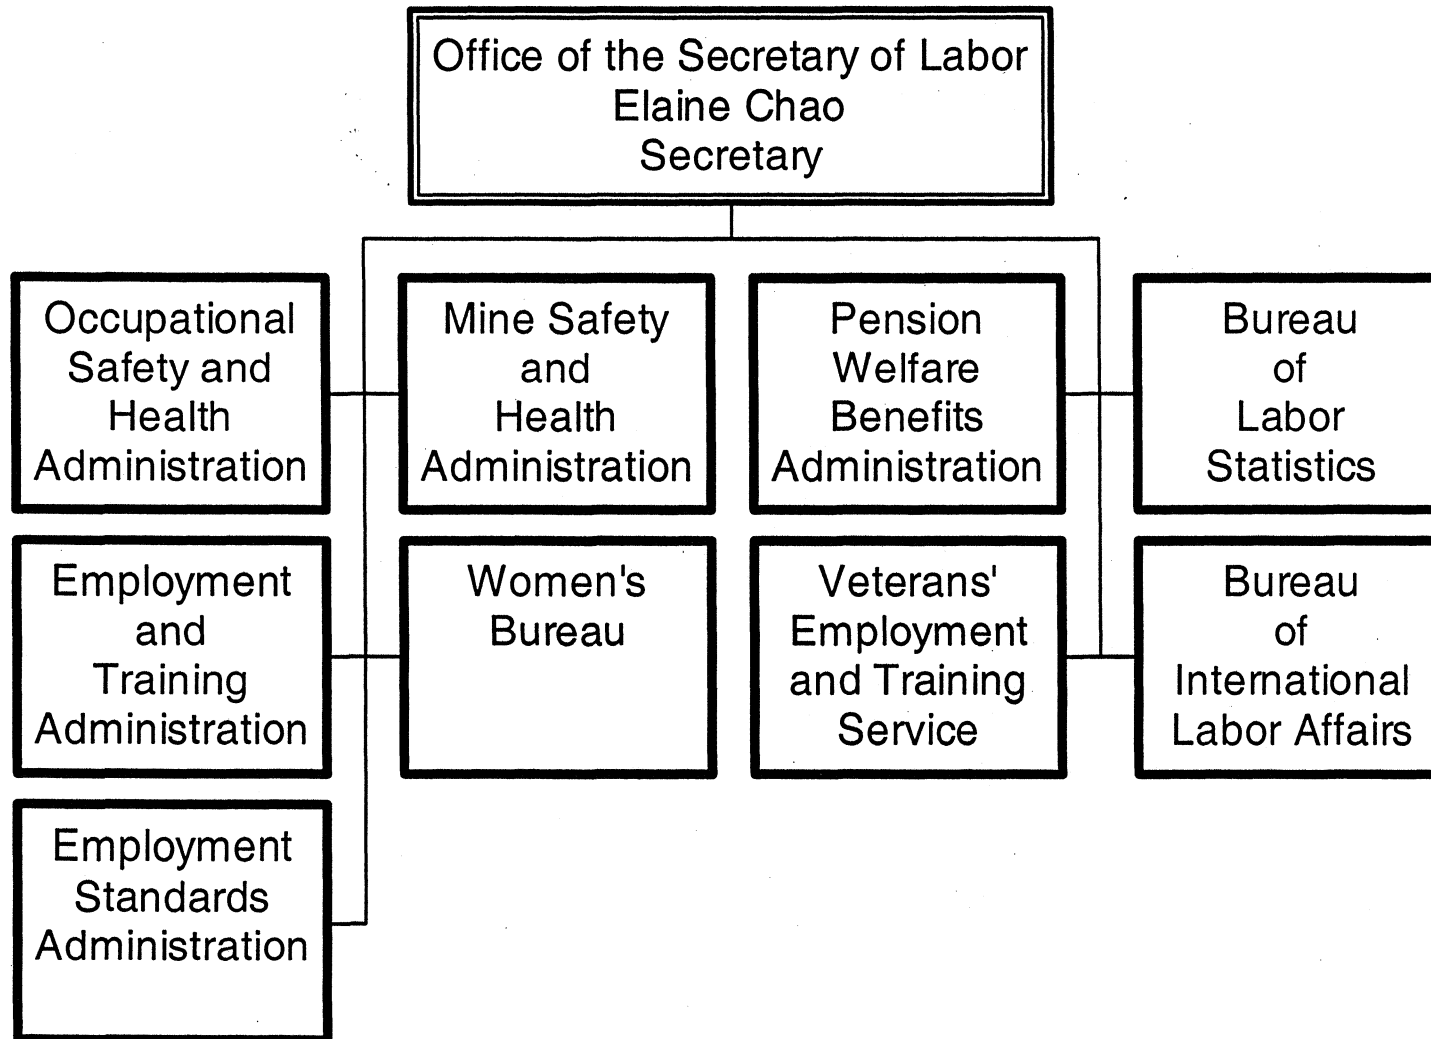 Office of the Secretary of Labor
Elaine Chao
Secretary
Occupational
Safety and
Health
Administration
Mine Safety
and
Health
Administration
Pension
Welfare
Benefits
Administration
Bureau
of
Labor
Statistics
Employment
and
Training
Administration
Women's
Bureau
Veterans'
Employment
and Training
Service
Bureau
of
International
Labor Affairs
Employment
Standards
Administration